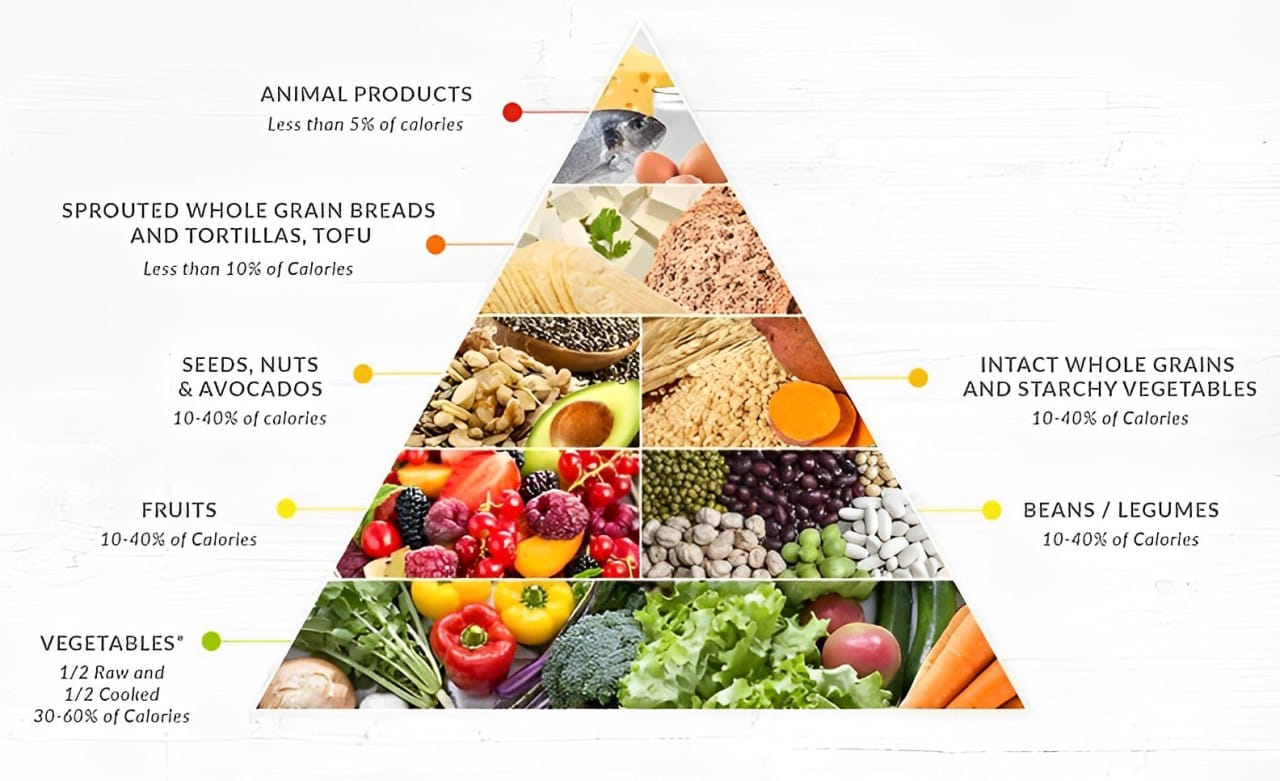 ANIMAL PRODUCTS
Less than 5% of calories
SPROUTED WHOLE GRAIN BREADS
AND TORTILLAS, TOFU
Less than 10% of Calories
SEEDS, NUTS
& AVOCADOS
10-40% of calories
INTACT WHOLE GRAINS
AND STARCHY VEGETABLES
10-40% of Calories
FRUITS
10-40% of Calories
BEANS / LEGUMES
10-40% of Calories
VEGETABLES*
1/2 Raw and
1/2 Cooked
30-60% of Calories